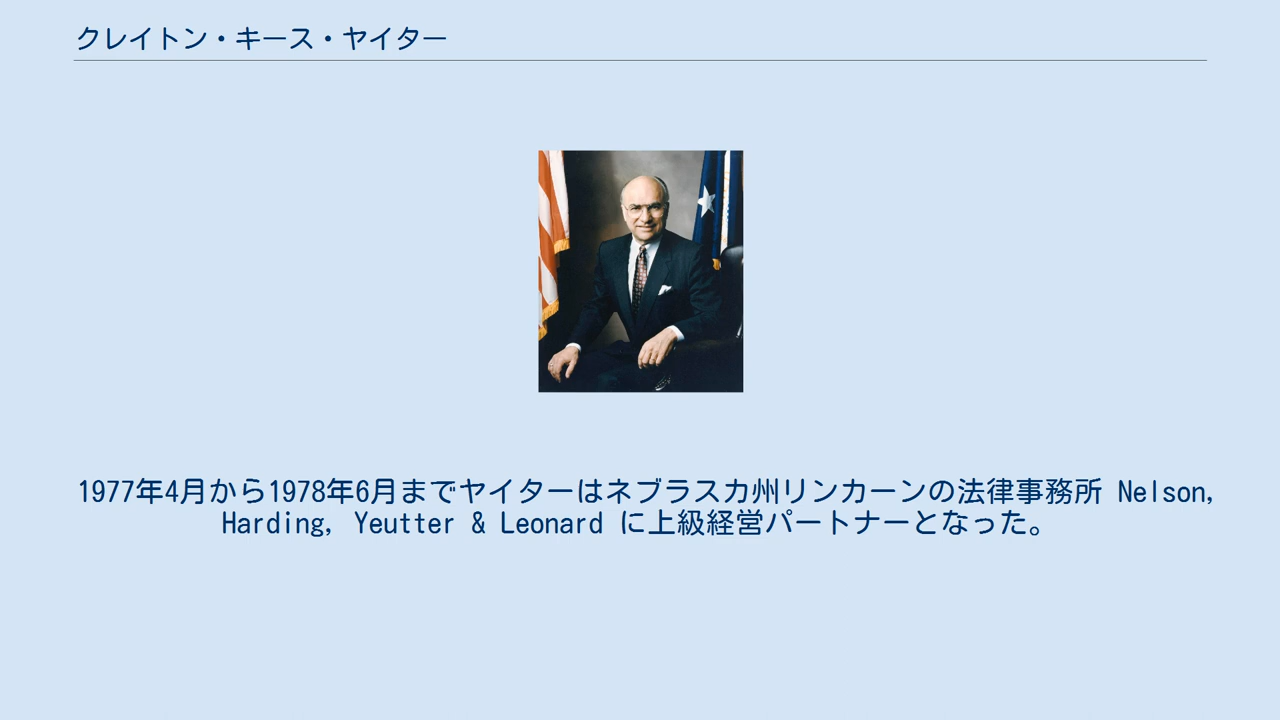 クレイトン・キース・ヤイター
1977年4月から1978年6月までヤイターはネブラスカ州リンカーンの法律事務所 Nelson,
Harding, Yeutter & Leonard に上級経営パートナーとなった。